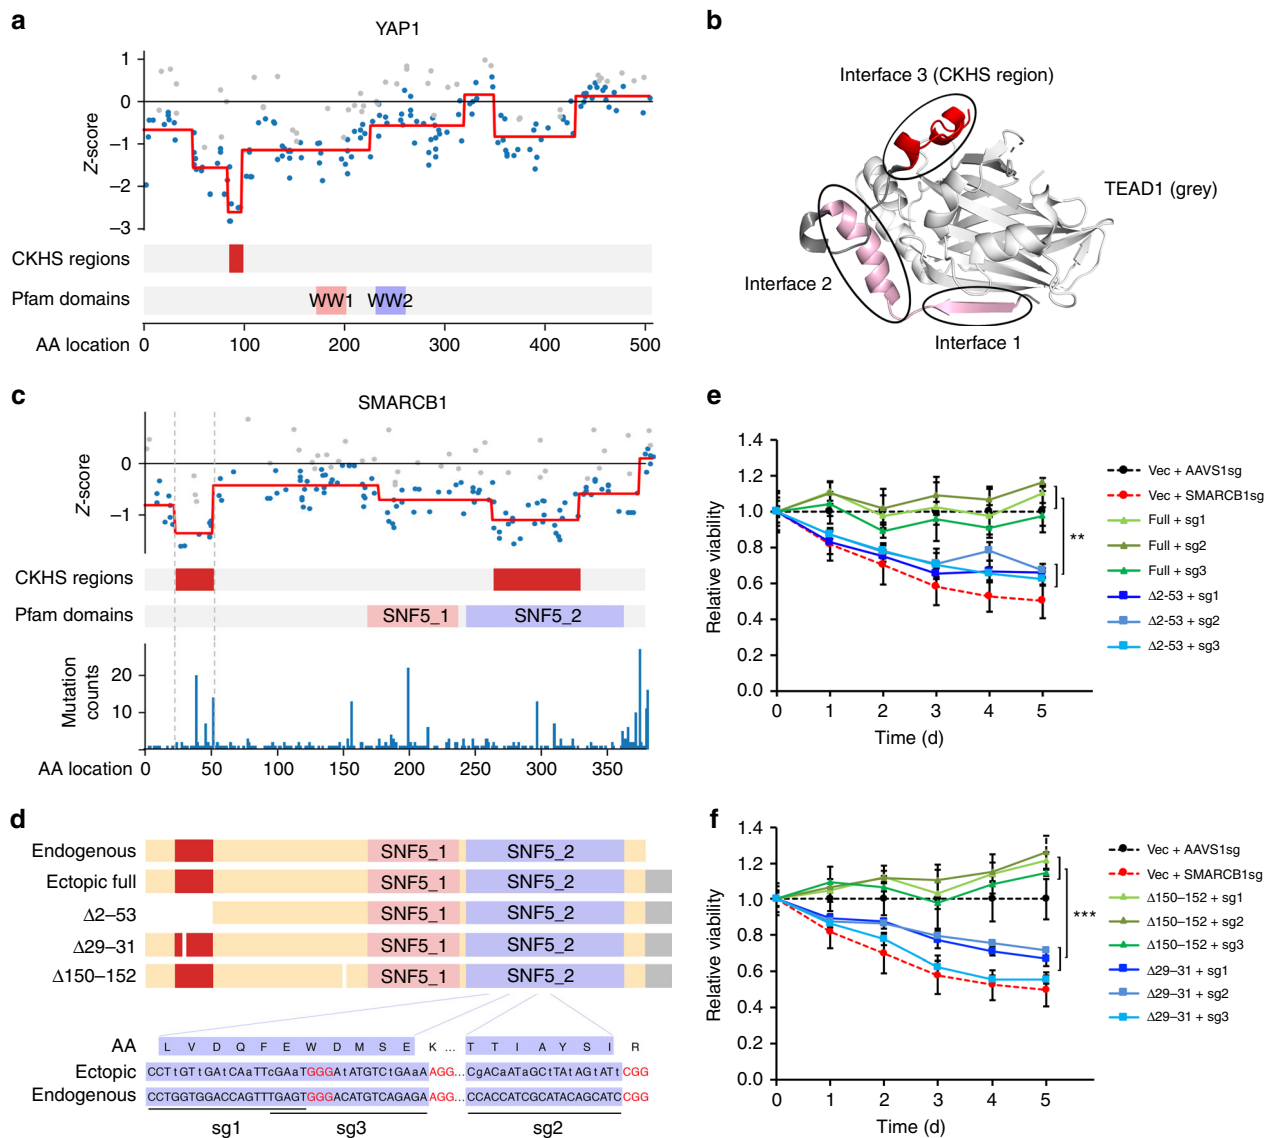 a
YAP1
1
0
−1
−2
−3
Z-score
CKHS regions
Pfam domains
WW1 WW2
AA location
0 100 200 300 400 500
b
Interface 3 (CKHS region)
TEAD1 (grey)
Interface 2
Interface 1
c
SMARCB1
0
−1
Z-score
CKHS regions
Pfam domains
SNF5_1 SNF5_2
20
10
Mutation
counts
AA location
0 50 100 150 200 250 300 350
d
Endogenous SNF5_1 SNF5_2
Ectopic full SNF5_1 SNF5_2
Δ2–53 SNF5_1 SNF5_2
Δ29–31 SNF5_1 SNF5_2
Δ150–152 SNF5_1 SNF5_2
AA L V D Q F E W D M S E K ... T T I A Y S I R
Ectopic CCTtGTtGAtCAaTTcGAaTGGGAtATGTCtGAaA AGG...CgACaATaGCtTAtAGtATt CGG
Endogenous CCTGGTGGACCAGTTTGAGTGGGACATGTCAGAGA AGG...CCACCATCGCATACAGCATC CGG
sg1 sg3 sg2
e
1.4
1.2
1.0
0.8
0.6
0.4
0.2
0.0
Relative viability
0 1 2 3 4 5
Time (d)
**
Vec + AAVS1sg
Vec + SMARCB1sg
Full + sg1
Full + sg2
Full + sg3
Δ2-53 + sg1
Δ2-53 + sg2
Δ2-53 + sg3
f
1.4
1.2
1.0
0.8
0.6
0.4
0.2
0.0
Relative viability
0 1 2 3 4 5
Time (d)
***
Vec + AAVS1sg
Vec + SMARCB1sg
Δ150–152 + sg1
Δ150–152 + sg2
Δ150–152 + sg3
Δ29–31 + sg1
Δ29–31 + sg2
Δ29–31 + sg3